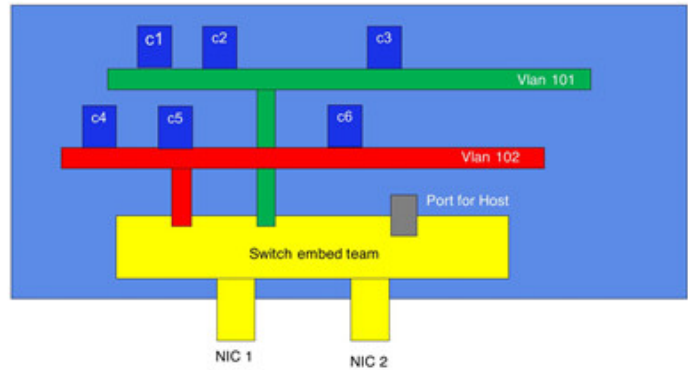 c1
c2
c3
Vlan 101
c4
c5
c6
Vlan 102
Port for Host
Switch embed team
NIC 1
NIC 2